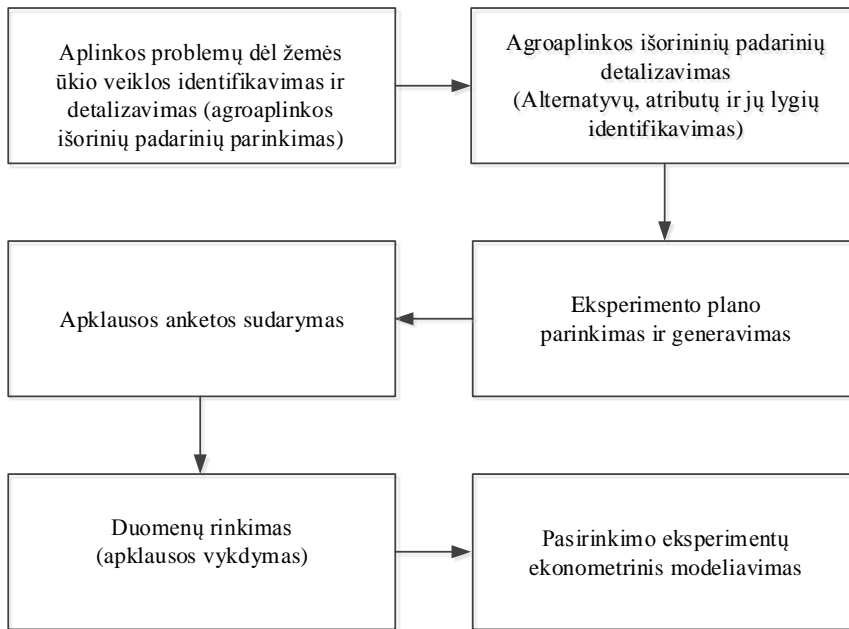 Aplinkos problemų dėl žemės
ūkio veiklos identifikavimas ir
detalizavimas (agroaplinkos
išorinių padarinių parinkimas)
Agroaplinkos išorininių padarinių
detalizavimas
(Alternatyvų, atributų ir jų lygių
identifikavimas)
Eksperimento plano
parinkimas ir generavimas
Apklausos anketos sudarymas
Duomenų rinkimas
(apklausos vykdymas)
Pasirinkimo eksperimentų
ekonometrinis modeliavimas